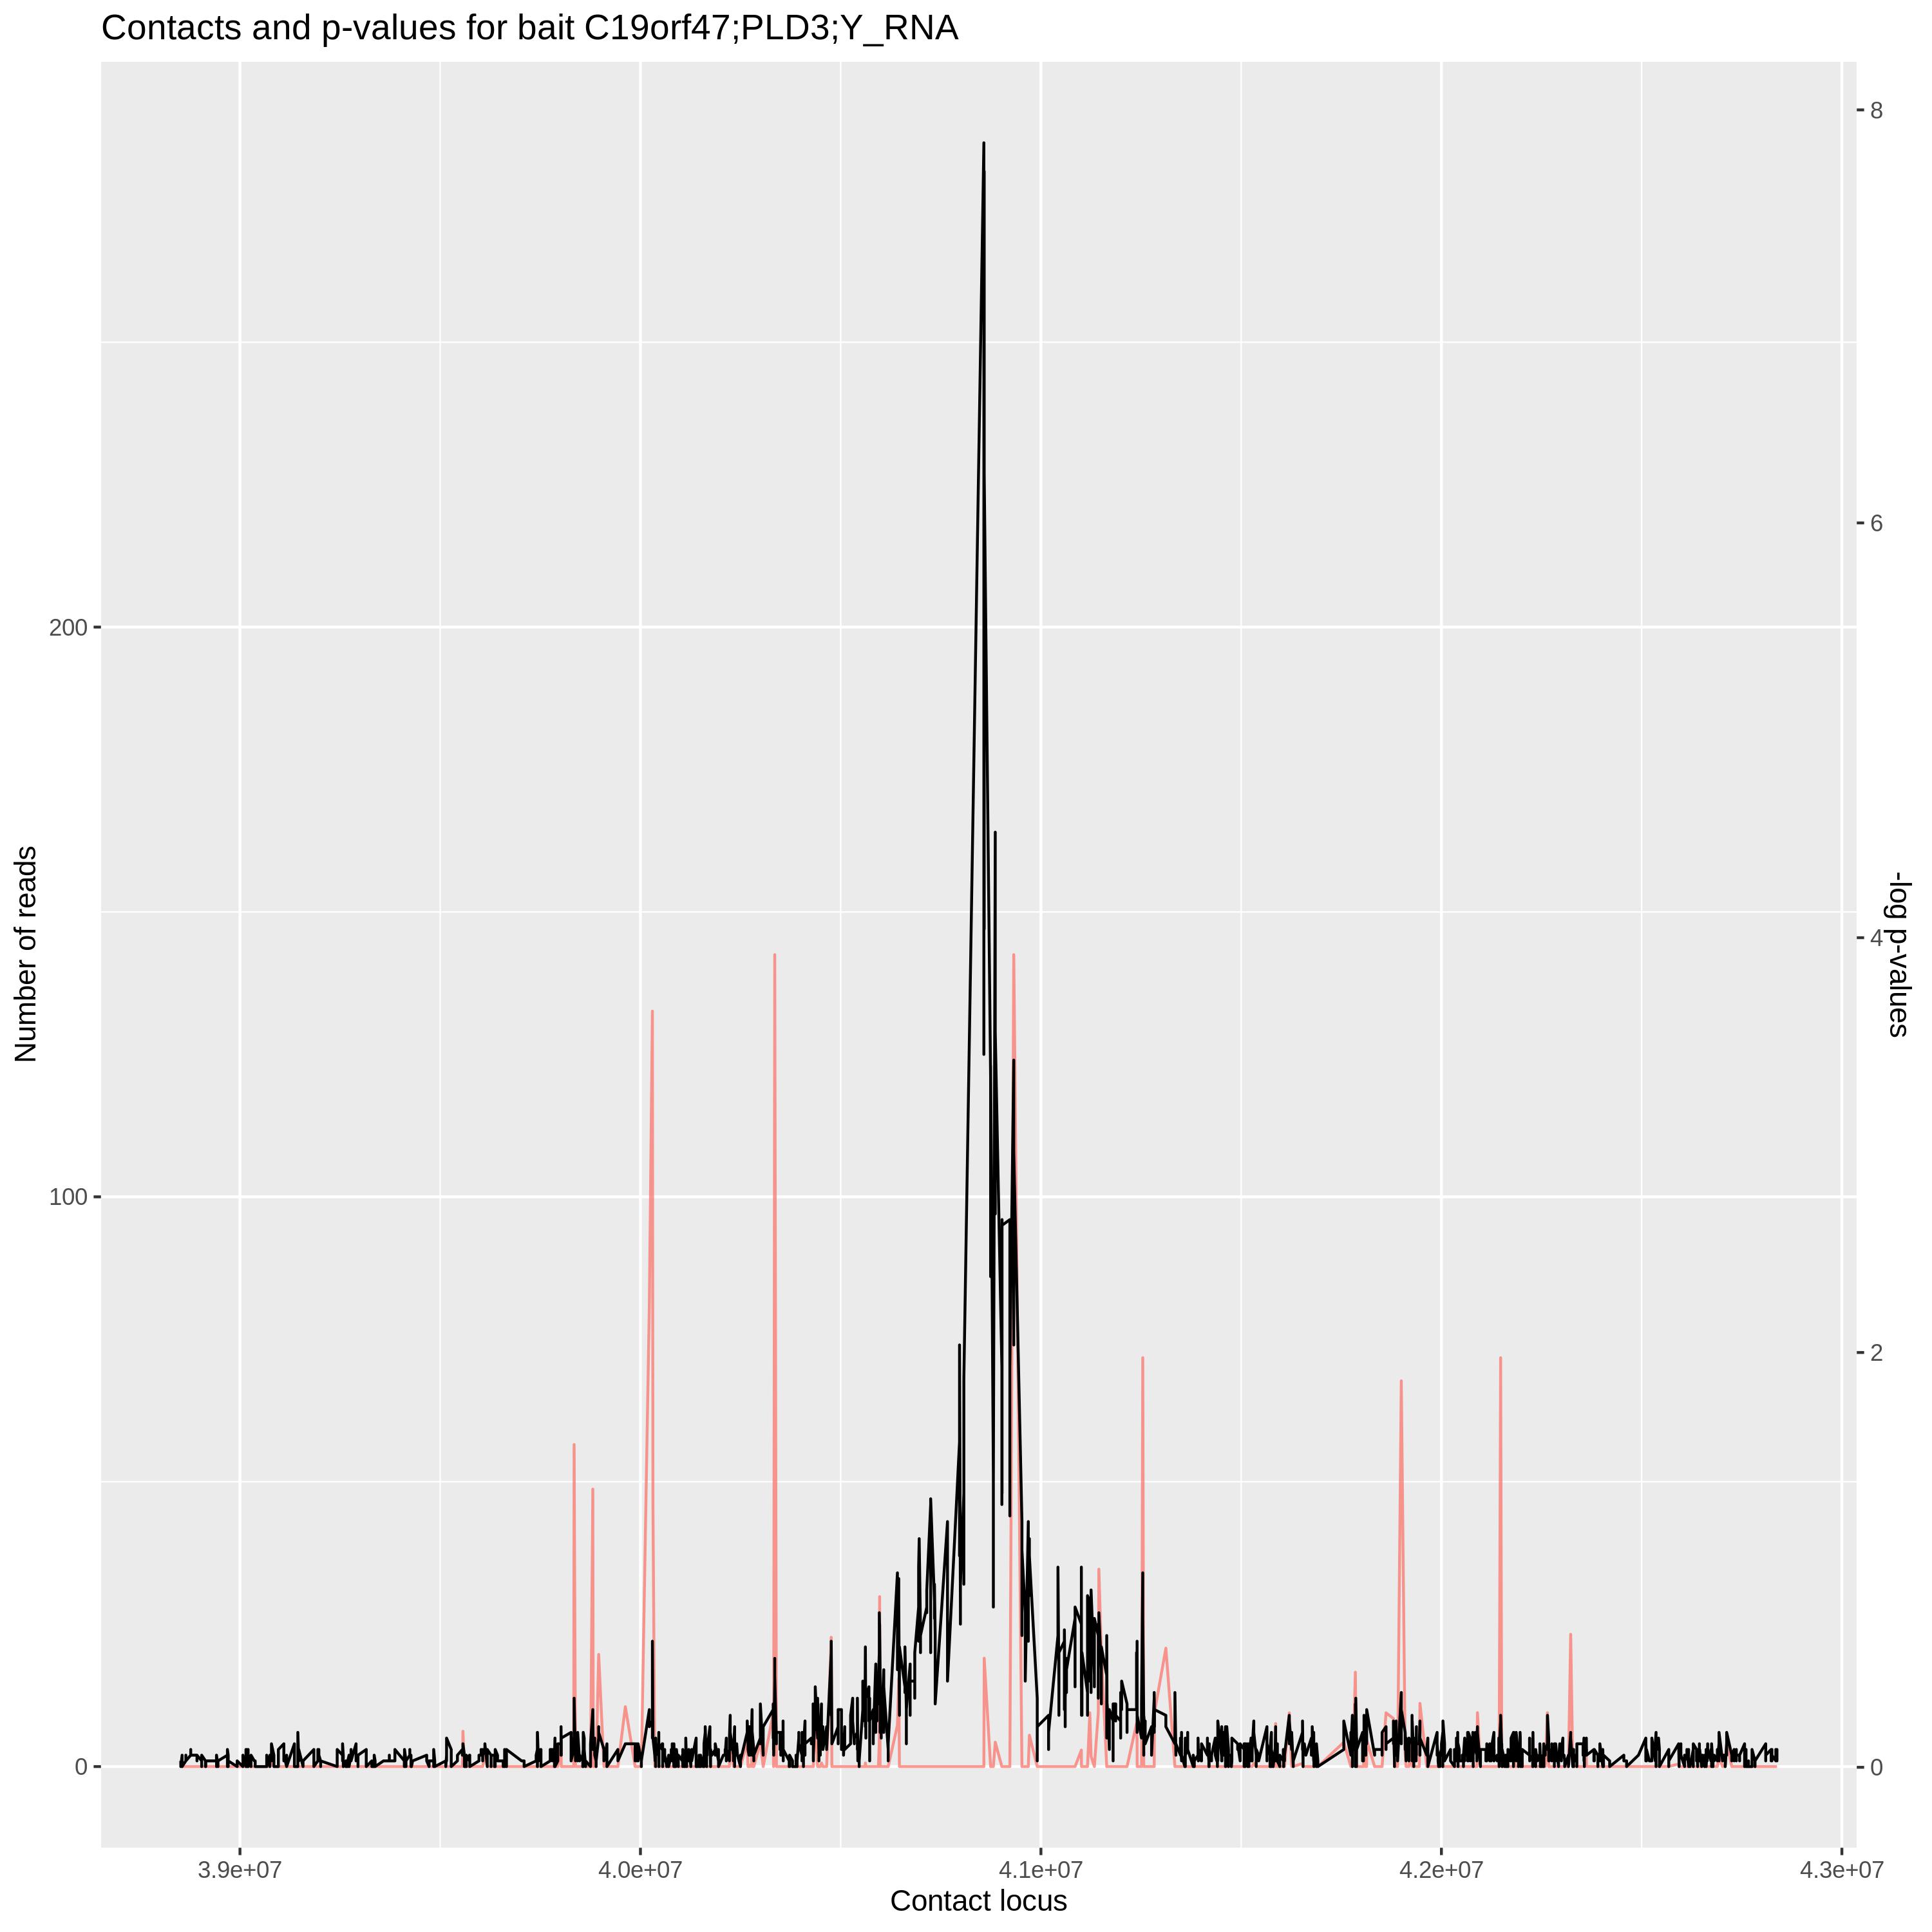 Contacts and p-values for bait C19orf47;PLD3;Y_RNA
8
6
200
Number of reads
4
-log p-values
100
2
0
0
3.9e+07 4.0e+07 4.1e+07 4.2e+07 4.3e+07
Contact locus